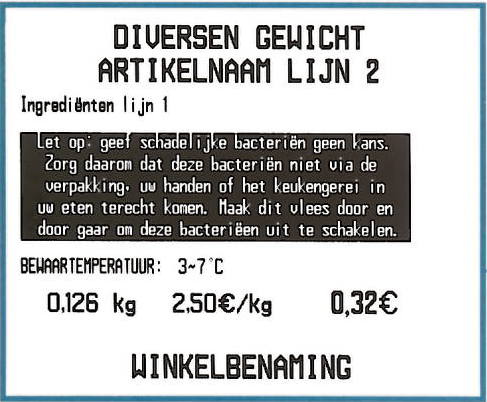 DIVERSEN GEWICHT
ARTIKELNAAM LIJN 2
Ingrediënten lijn 1
Let op: geef schadelijke bacteriën geen kans.
Zorg daarom dat deze bacteriën niet via de
verpakking, uw handen of het keukengerei in
uw eten terecht komen. Maak dit vlees door en
door gaar om deze bacterieën uit te schakelen.
BEWAARTEMPERATUUR: 3~7°C
0,126 kg 2,50€/kg 0,32€
WINKELBENAMING